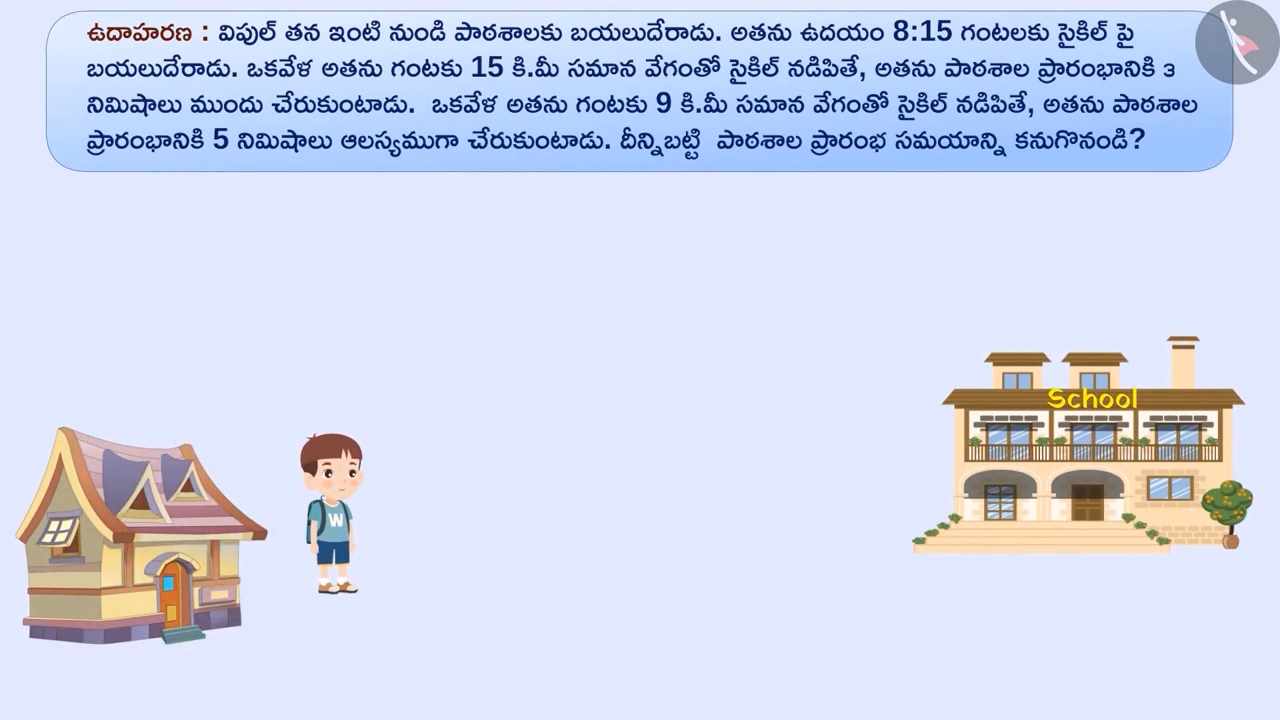 ఉదాహరణ : విపుల్ తన ఇంటి నుండి పాఠశాలకు బయలుదేరాడు. అతను ఉదయం 8:15 గంటలకు సైకిల్ పై
బయలుదేరాడు. ఒకవేళ అతను గంటకు 15 కి.మీ సమాన వేగంతో సైకిల్ నడిపితే, అతను పాఠశాల ప్రారంభానికి 3
నిమిషాలు ముందు చేరుకుంటాడు. ఒకవేళ అతను గంటకు 9 కి.మీ సమాన వేగంతో సైకిల్ నడిపితే, అతను పాఠశాల
ప్రారంభానికి 5 నిమిషాలు ఆలస్యముగా చేరుకుంటాడు. దీన్నిబట్టి పాఠశాల ప్రారంభ సమయాన్ని కనుగొనండి?
School
W